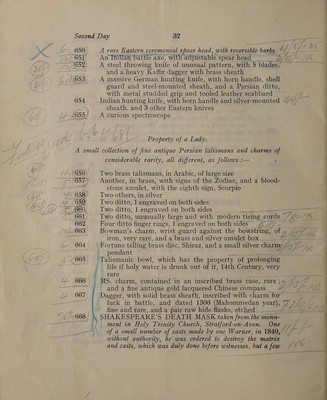 Second Day 32
650 A rare Eastern ceremonial spear head, with reversible barbs
651 An Indian battle axe, with adjustable spear head
652 A steel throwing knife of unusual pattern, with 5 blades,
and a heavy Kaffir dagger with brass sheath
653 A massive German hunting knife, with horn handle, shell
guard and steel-mounted sheath, and a Persian ditto,
with metal studded grip and tooled leather scabbard
654 Indian hunting knife, with horn handle and silver-mounted
sheath, and 3 other Eastern knives
655 A curious spectroscope
Property of a Lady.
A small collection of fine antique Persian talismans and charms of
considerable rarity, all different, as follows :—
656 Two brass talismans, in Arabic, of large size
657 Another, in brass, with signs of the Zodiac, and a blood-
stone amulet, with the eighth sign, Scorpio
658 Two others, in silver
659 Two ditto, 1 engraved on both sides
660 Two ditto, 1 engraved on both sides
661 Two ditto, unusually large and with modern tieing cords
662 Four ditto finger rings, 1 engraved on both sides
663 Bowman's charm, wrist guard against the bowstring, of
iron, very rare, and a brass and silver amulet box
664 Fortune telling brass disc, Shiraz, and a small silver charm
pendant
665 Talismanic bowl, which has the property of prolonging
life if holy water is drunk out of it, 14th Century, very
rare
666 MS. charm, contained in an inscribed brass case, rare,
and a fine antique gold lacquered Chinese compass
667 Dagger, with solid brass sheath, inscribed with charm for
luck in battle, and dated 1306 (Mahommedan year),
fine and rare, and a pair raw hide flasks, etched
668 SHAKESPEARE'S DEATH MASK taken from the monu-
ment in Holy Trinity Church, Stratford-on-Avon. One
of a small number of casts made by one Warner, in 1840,
without authority, he was ordered to destroy the matrix
and casts, which was duly done before witnesses, but a few